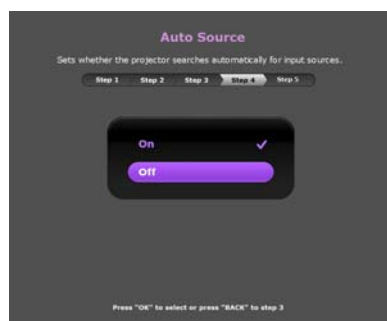 Auto Source
Sets whether the projector searches automatically for input sources.
Step 1 Step 2 Step 3 Step 4 Step 5
On
Off
Press "OK" to select or press "BACK" to step 3